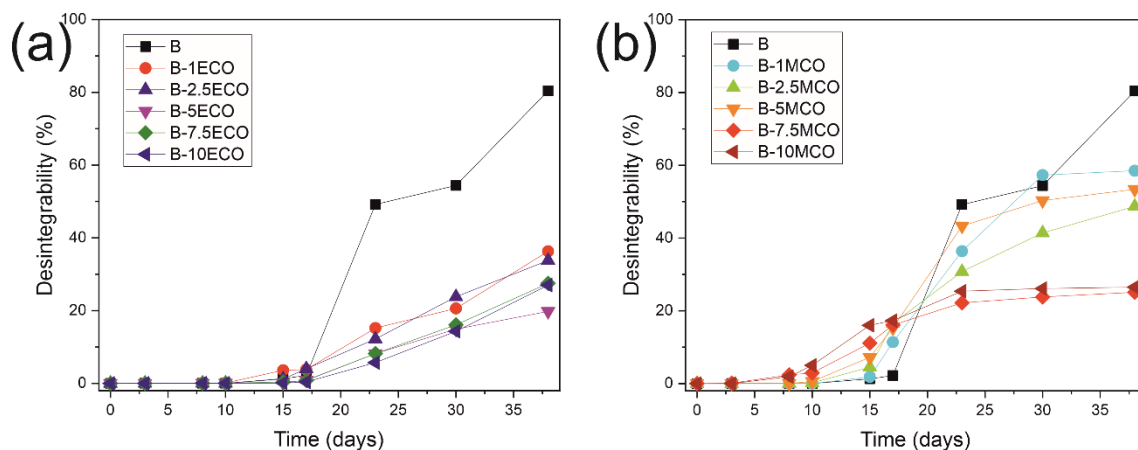 (a)
B
B-1ECO
B-2.5ECO
B-5ECO
B-7.5ECO
B-10ECO
Desintegrability (%)
100
80
60
40
20
0
0 5 10 15 20 25 30 35
Time (days)
(b)
B
B-1MCO
B-2.5MCO
B-5MCO
B-7.5MCO
B-10MCO
Desintegrability (%)
100
80
60
40
20
0
0 5 10 15 20 25 30 35
Time (days)